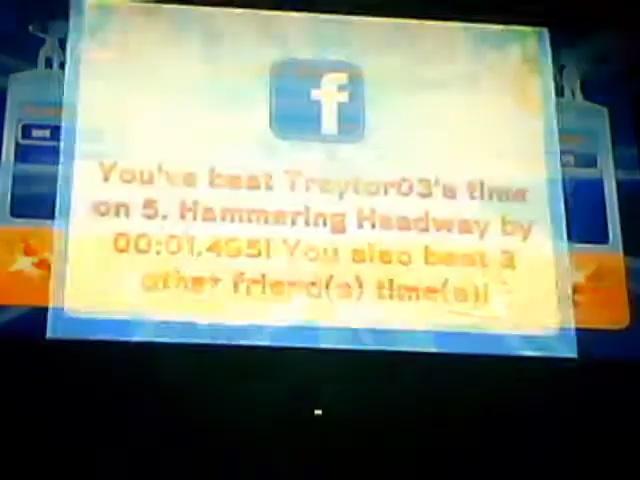 f
You've beat Traytor03's time
on 5. Hammering Headway by
00:01.495! You also beat 3
other friend(s) time(s)!